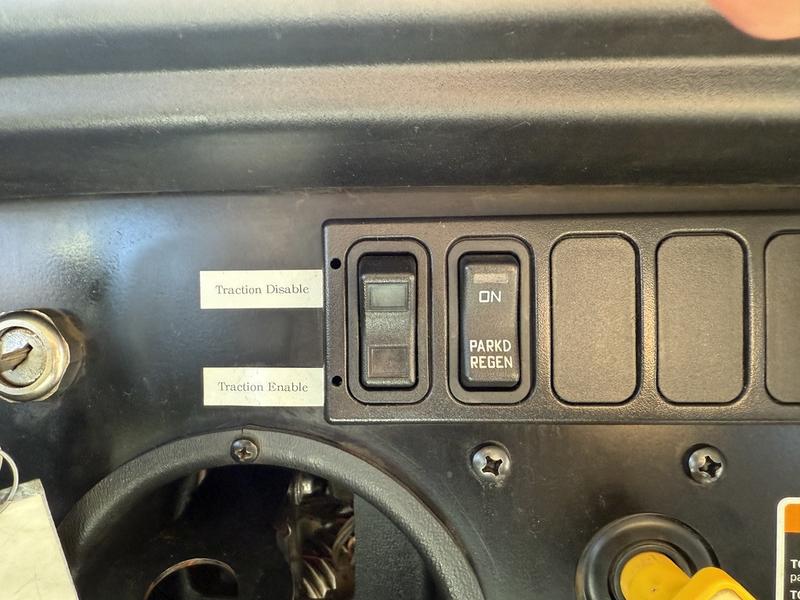 Traction Disable
ON
PARKD
REGEN
Traction Enable